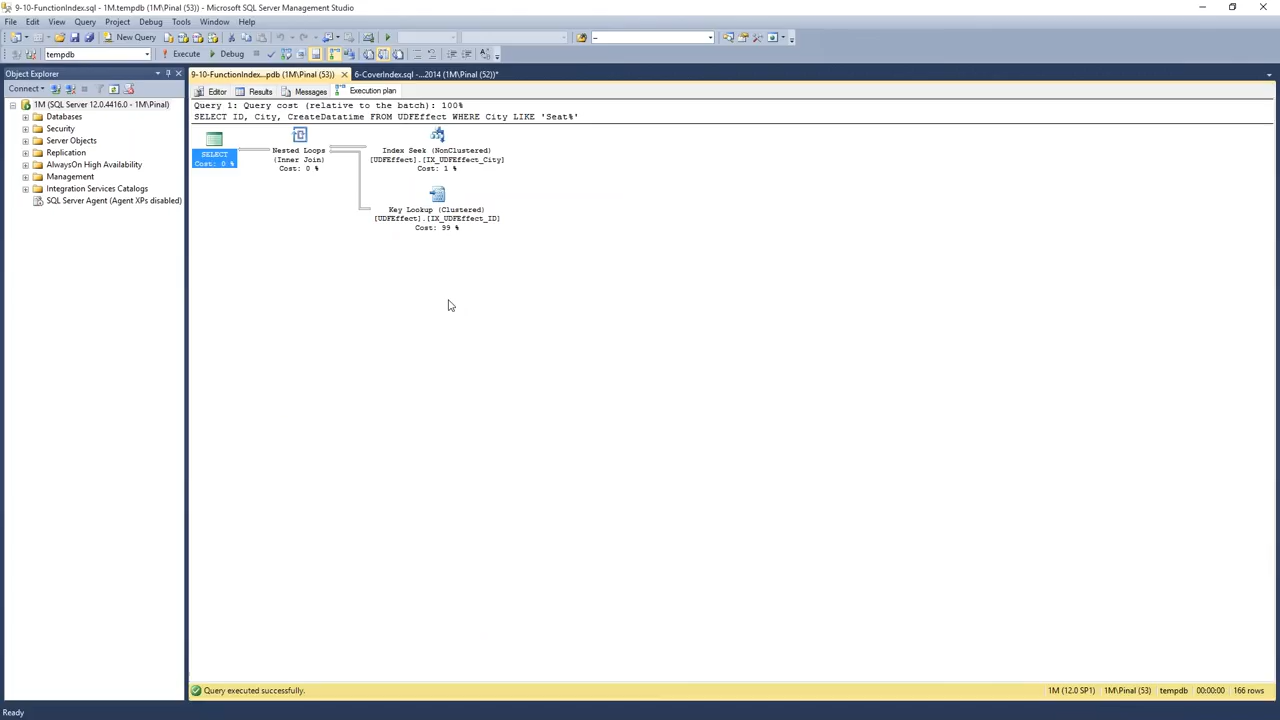 9-10-FunctionIndex.sql - 1M.tempdb (1M\Pinal (53)) - Microsoft SQL Server Management Studio
File Edit View Query Project Debug Tools Window Help
New Query
tempdb Execute Debug
Object Explorer
9-10-FunctionIndex...pdb (1M\Pinal (53)) 6-CoverIndex.sql -...2014 (1M\Pinal (52))*
Connect
Editor Results Messages Execution plan
1M (SQL Server 12.0.4416.0 - 1M\Pinal)
Databases
Security
Server Objects
Replication
AlwaysOn High Availability
Management
Integration Services Catalogs
SQL Server Agent (Agent XPs disabled)
Query 1: Query cost (relative to the batch): 100%
SELECT ID, City, CreateDatatime FROM UDFEffect WHERE City LIKE 'Seat%'
SELECT
Cost: 0 %
Nested Loops
(Inner Join)
Cost: 0 %
Index Seek (NonClustered)
[UDFEffect].[IX_UDFEffect_City]
Cost: 1 %
Key Lookup (Clustered)
[UDFEffect].[IX_UDFEffect_ID]
Cost: 99 %
Query executed successfully.
1M (12.0 SP1) 1M\Pinal (53) tempdb 00:00:00 166 rows
Ready